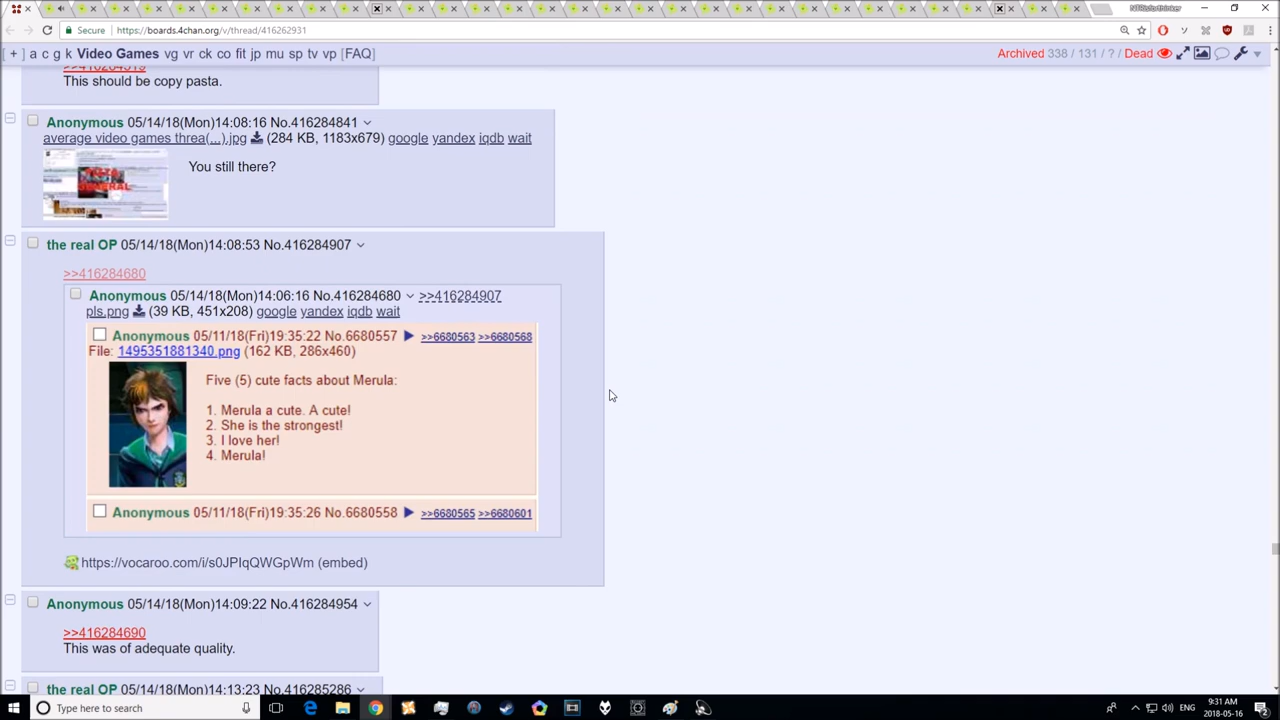 NTRisforthinker
Secure | https://boards.4chan.org/v/thread/416262931
[ + ] a c g k Video Games vg vr ck co fit jp mu sp tv vp [FAQ]
Archived 338 / 131 / ? / Dead
This should be copy pasta.
Anonymous 05/14/18(Mon)14:08:16 No.416284841
average video games threa(...).jpg (284 KB, 1183x679) google yandex iqdb wait
GENERAL
You still there?
the real OP 05/14/18(Mon)14:08:53 No.416284907
>>416284680
Anonymous 05/14/18(Mon)14:06:16 No.416284680 >>416284907
pls.png (39 KB, 451x208) google yandex iqdb wait
Anonymous 05/11/18(Fri)19:35:22 No.6680557 >>6680563 >>6680568
File: 1495351881340.png (162 KB, 286x460)
Five (5) cute facts about Merula:
1. Merula a cute. A cute!
2. She is the strongest!
3. I love her!
4. Merula!
Anonymous 05/11/18(Fri)19:35:26 No.6680558 >>6680565 >>6680601
https://vocaroo.com/i/s0JPIqQWGpWm (embed)
Anonymous 05/14/18(Mon)14:09:22 No.416284954
>>416284690
This was of adequate quality.
the real OP 05/14/18(Mon)14:13:23 No.416285286
Type here to search
ENG
9:31 AM
2018-05-16
2